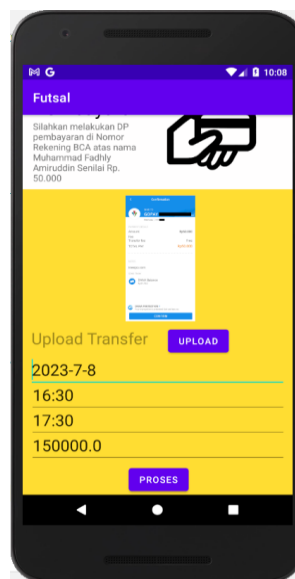 10:08
Futsal
Silahkan melakukan DP
pembayaran di Nomor
Rekening BCA atas nama
Muhammad Fadhly
Amiruddin Senilai Rp.
50.000
Upload Transfer
UPLOAD
2023-7-8
16:30
17:30
150000.0
PROSES